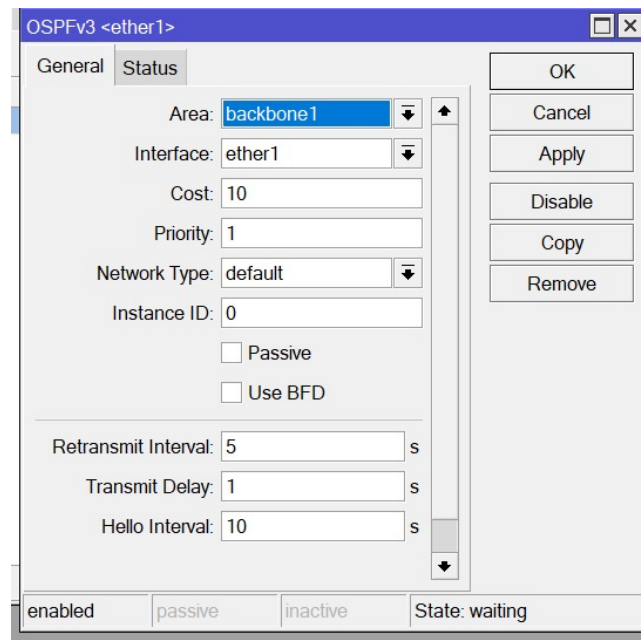 OSPFv3 <ether1>
General Status
OK
Area: backbone1
Cancel
Interface: ether1
Apply
Cost: 10
Disable
Priority: 1
Copy
Network Type: default
Remove
Instance ID: 0
Passive
Use BFD
Retransmit Interval: 5 s
Transmit Delay: 1 s
Hello Interval: 10 s
enabled passive inactive State: waiting